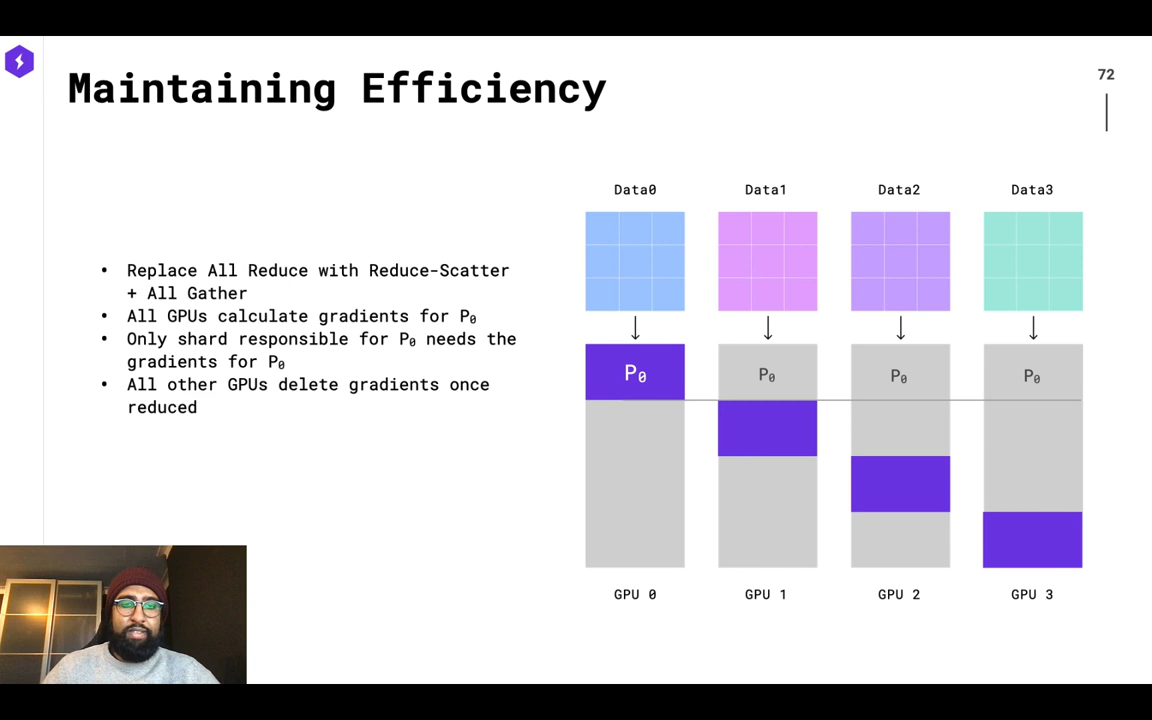 Maintaining Efficiency
72
• Replace All Reduce with Reduce-Scatter
+ All Gather
• All GPUs calculate gradients for P₀
• Only shard responsible for P₀ needs the
gradients for P₀
• All other GPUs delete gradients once
reduced
Data0 Data1 Data2 Data3
P₀ P₀ P₀ P₀
GPU 0 GPU 1 GPU 2 GPU 3